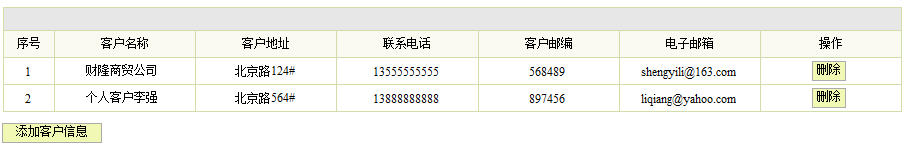 序号 客户名称 客户地址 联系电话 客户邮编 电子邮箱 操作
1 财隆商贸公司 北京路124# 13555555555 568489 shengyili@163.com 删除
2 个人客户李强 北京路564# 13888888888 897456 liqiang@yahoo.com 删除
添加客户信息